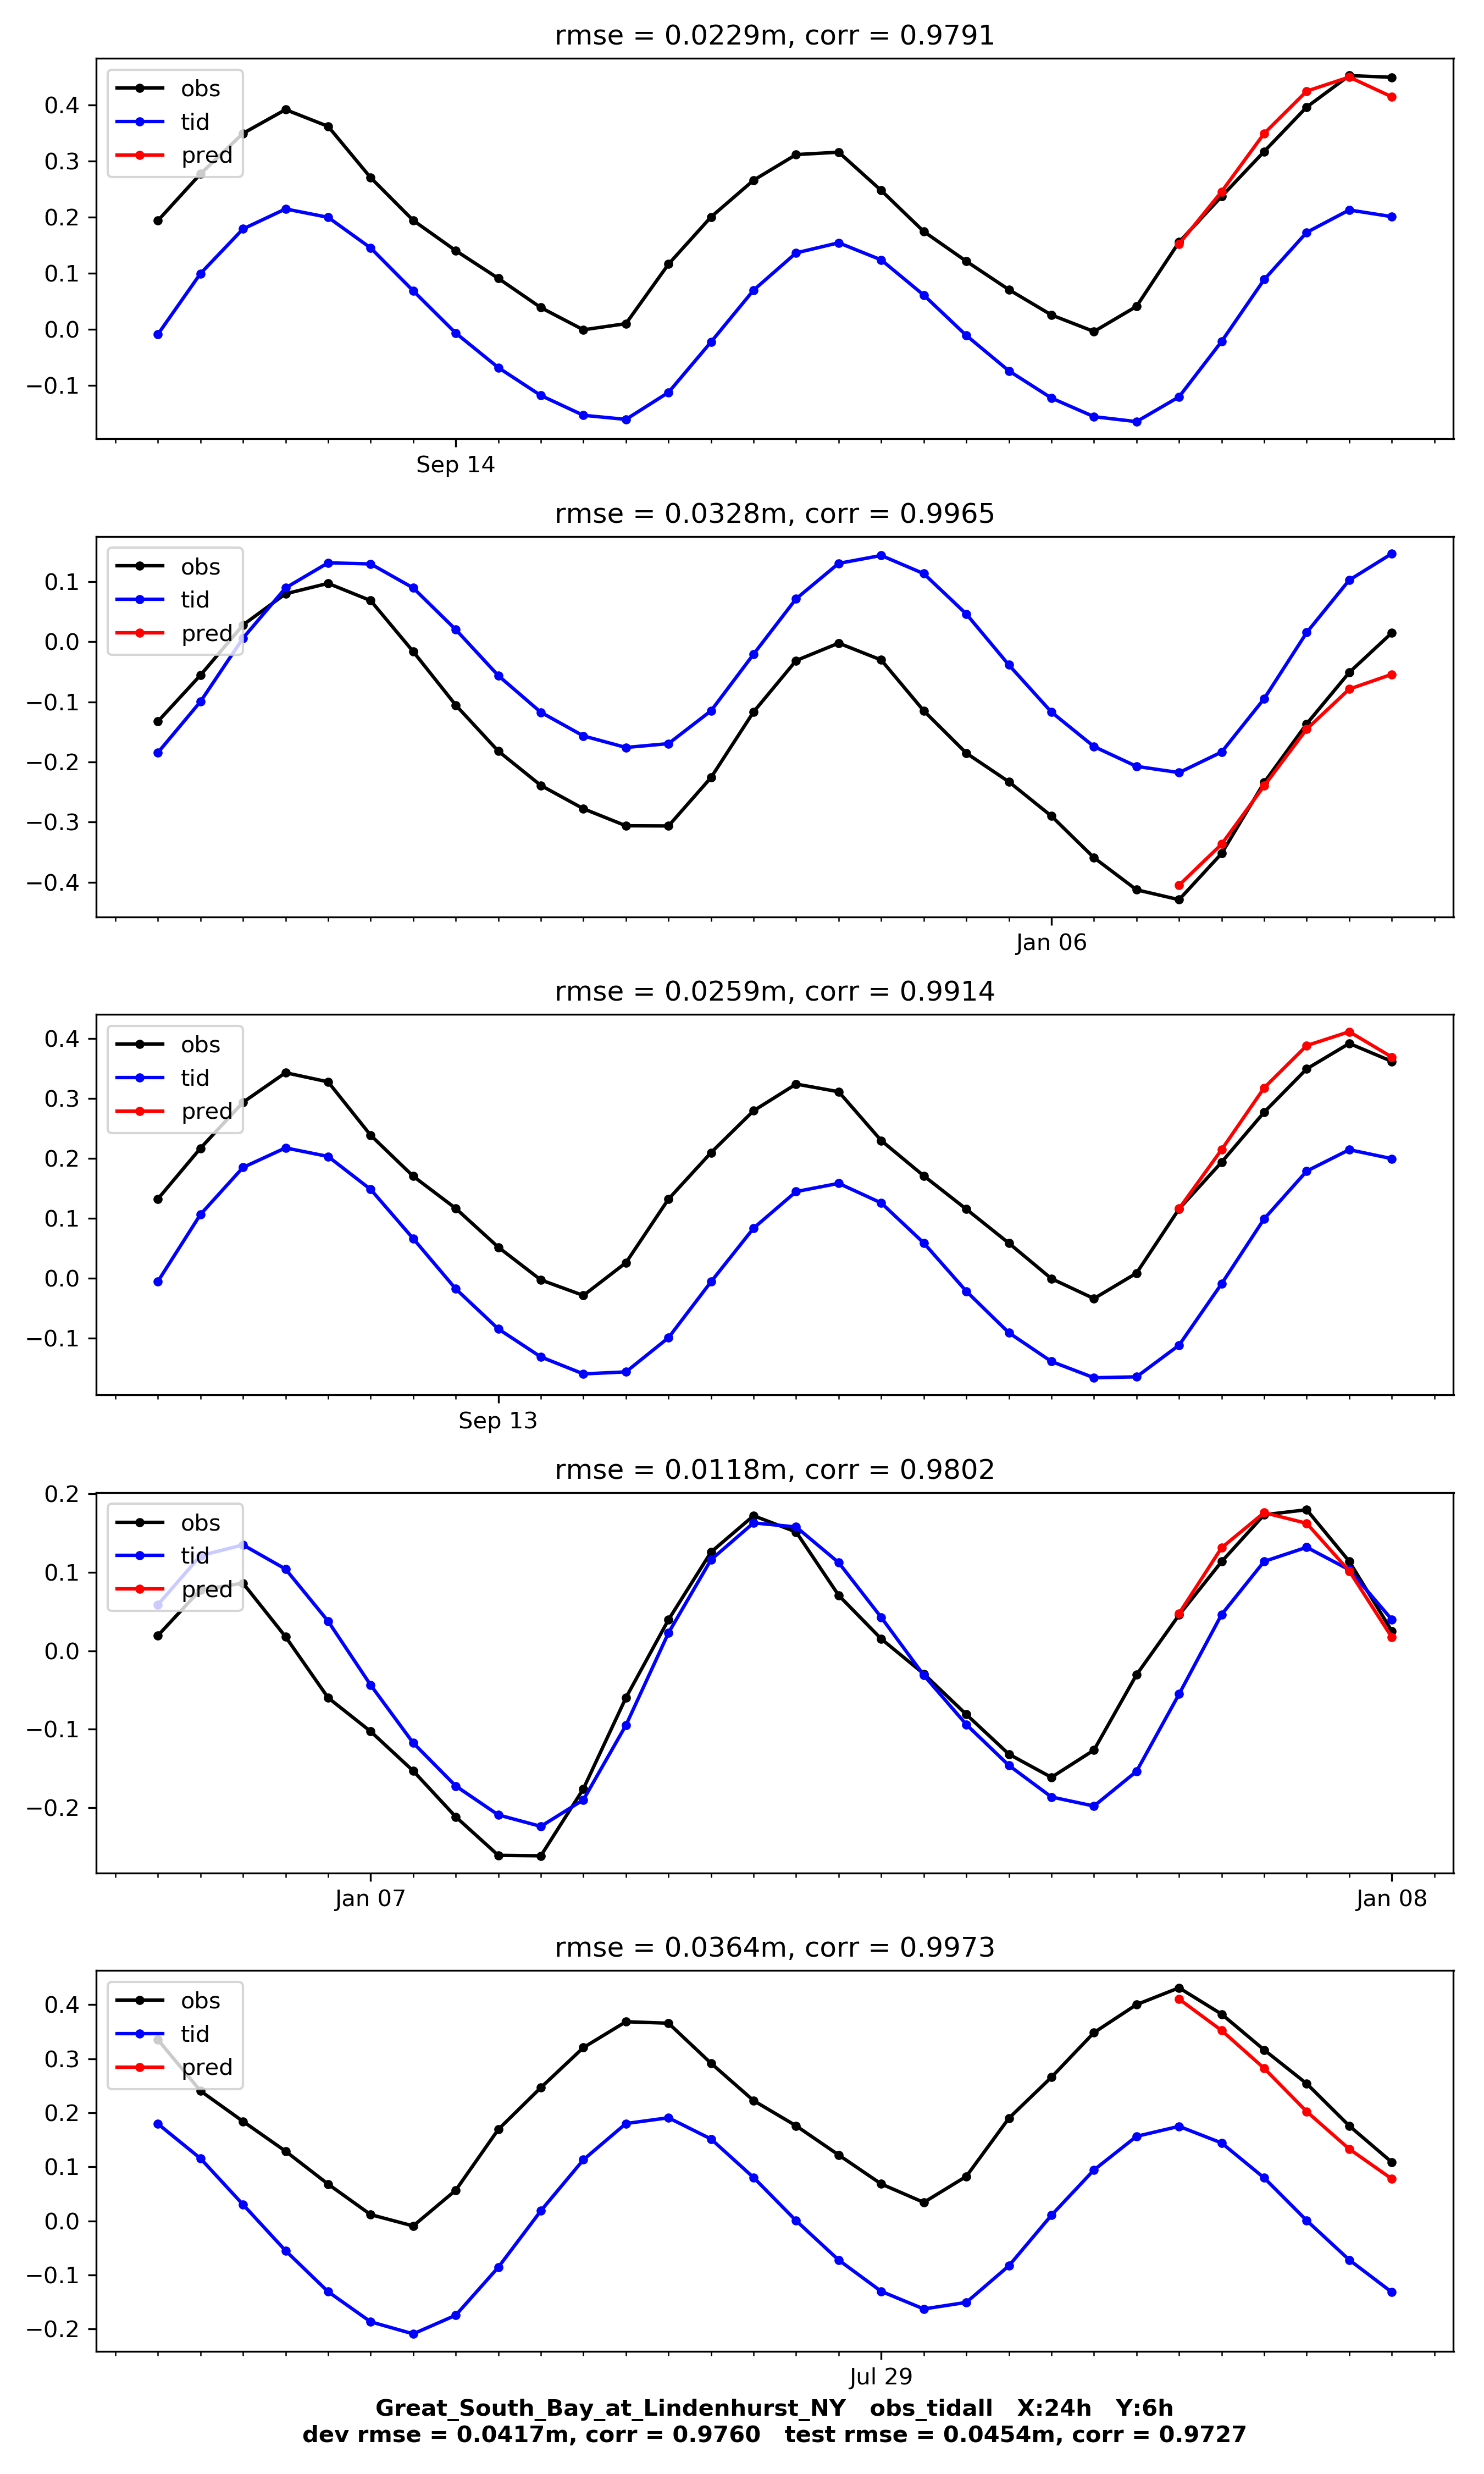 rmse = 0.0229m, corr = 0.9791
obs
tid
pred
0.4
0.3
0.2
0.1
0.0
−0.1
Sep 14
rmse = 0.0328m, corr = 0.9965
obs
tid
pred
0.1
0.0
−0.1
−0.2
−0.3
−0.4
Jan 06
rmse = 0.0259m, corr = 0.9914
obs
tid
pred
0.4
0.3
0.2
0.1
0.0
−0.1
Sep 13
rmse = 0.0118m, corr = 0.9802
obs
tid
pred
0.2
0.1
0.0
−0.1
−0.2
Jan 07 Jan 08
rmse = 0.0364m, corr = 0.9973
obs
tid
pred
0.4
0.3
0.2
0.1
0.0
−0.1
−0.2
Jul 29
Great_South_Bay_at_Lindenhurst_NY obs_tidall X:24h Y:6h
dev rmse = 0.0417m, corr = 0.9760 test rmse = 0.0454m, corr = 0.9727